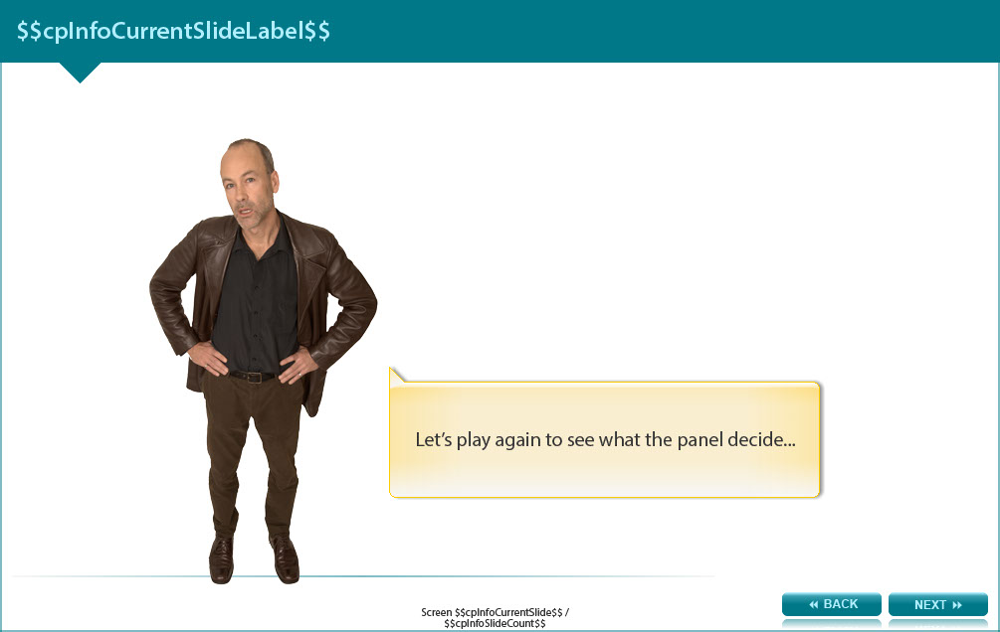 $$cpInfoCurrentSlideLabel$$
Let's play again to see what the panel decide...
Screen $$cpInfoCurrentSlide$$ /
$$cpInfoSlideCount$$
BACK
NEXT